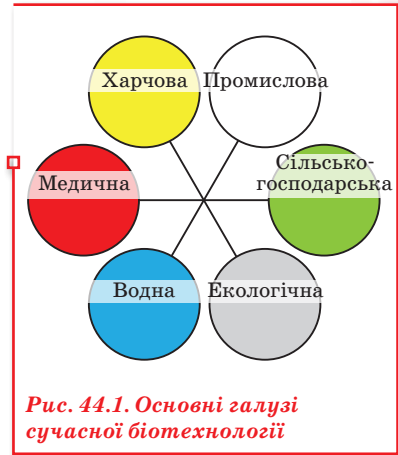 Харчова
Промислова
Медична
Сільсько-
господарська
Водна
Екологічна
Рис. 44.1. Основні галузі
сучасної біотехнології